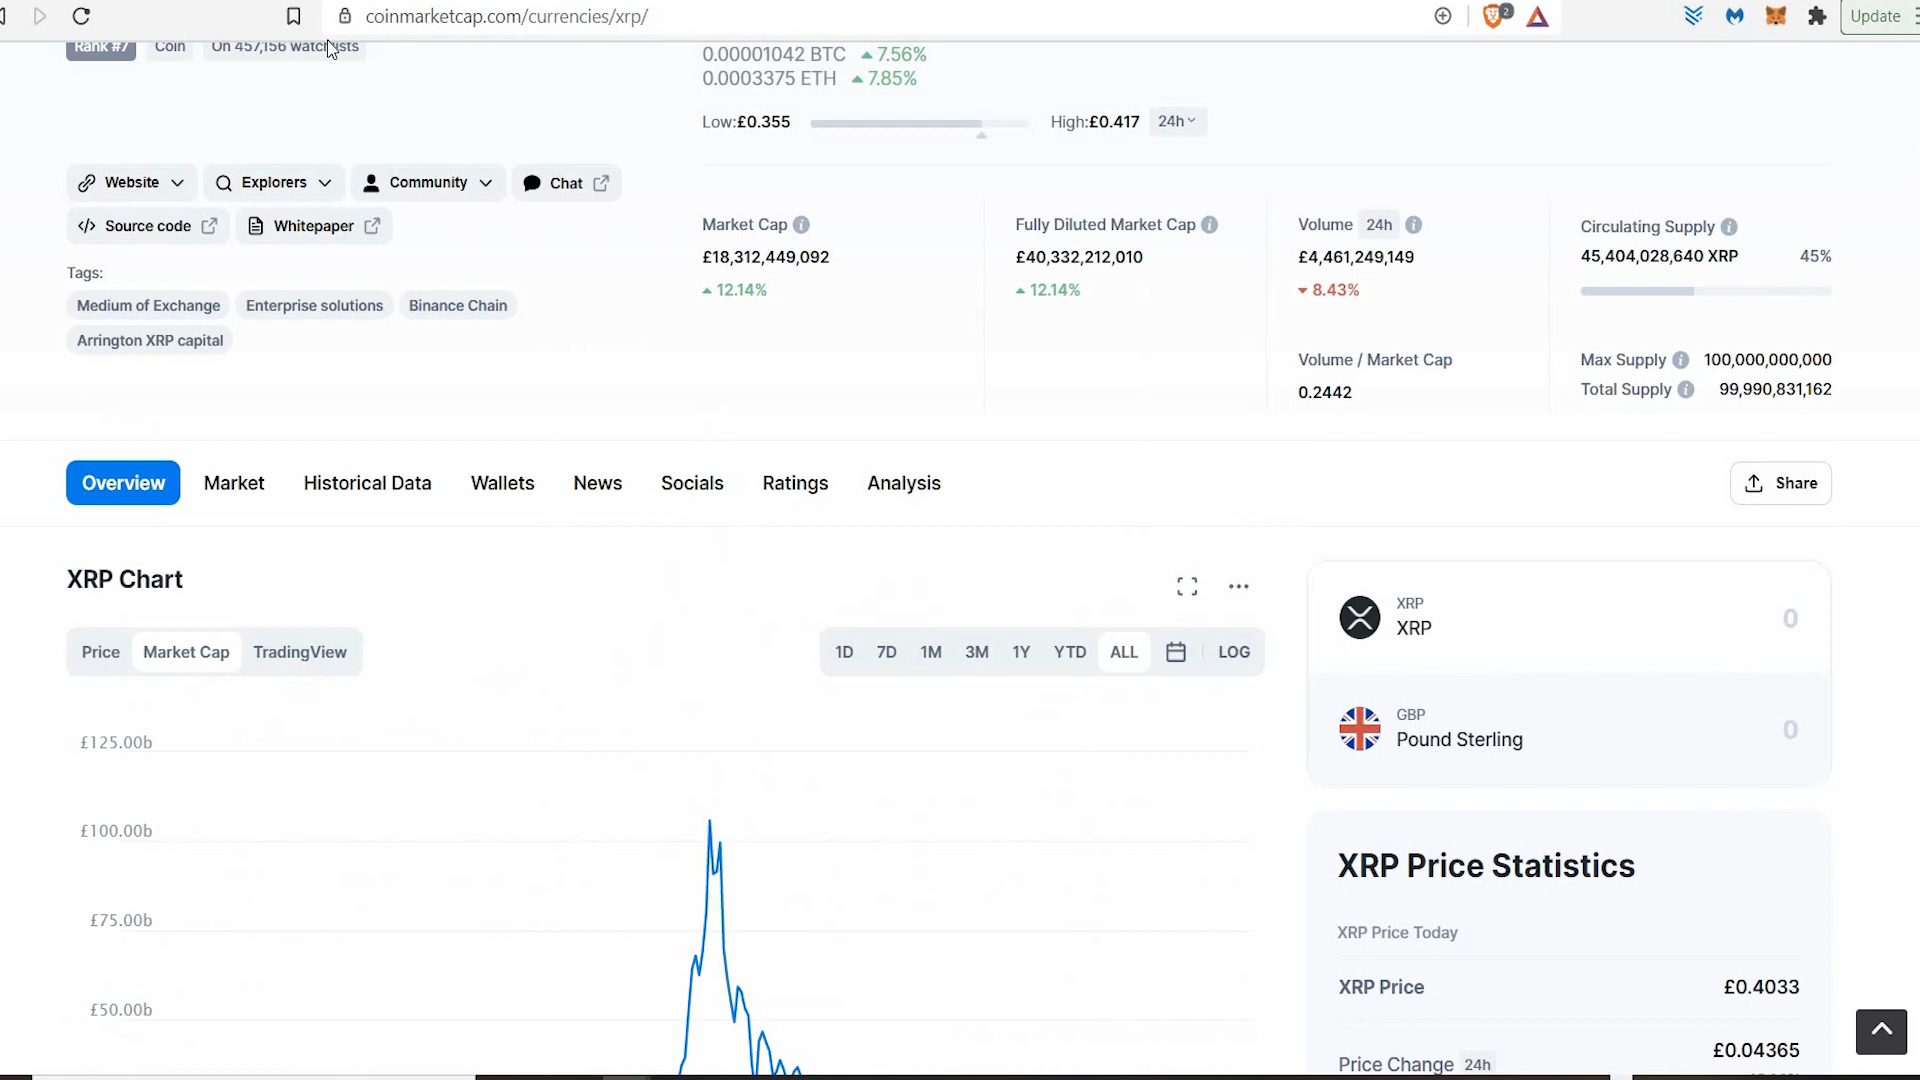 coinmarketcap.com/currencies/xrp/
2
Update
Rank #7 Coin On 457,156 watchlists
0.00001042 BTC 7.56%
0.0003375 ETH 7.85%
Low:£0.355 High:£0.417 24h
Website Explorers Community Chat
Source code Whitepaper
Tags:
Medium of Exchange Enterprise solutions Binance Chain
Arrington XRP capital
Market Cap
£18,312,449,092
12.14%
Fully Diluted Market Cap
£40,332,212,010
12.14%
Volume 24h
£4,461,249,149
8.43%
Volume / Market Cap
0.2442
Circulating Supply
45,404,028,640 XRP 45%
Max Supply 100,000,000,000
Total Supply 99,990,831,162
Overview Market Historical Data Wallets News Socials Ratings Analysis Share
XRP Chart
Price Market Cap TradingView 1D 7D 1M 3M 1Y YTD ALL LOG
£125.00b
£100.00b
£75.00b
£50.00b
XRP
XRP 0
GBP
Pound Sterling 0
XRP Price Statistics
XRP Price Today
XRP Price £0.4033
£0.04365
Price Change 24h